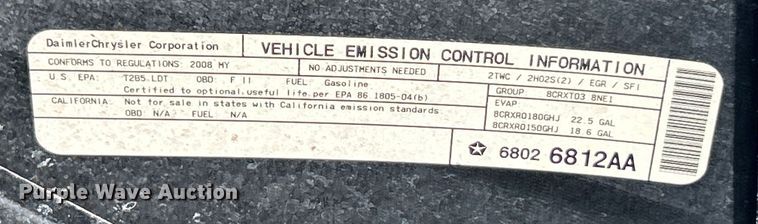 DaimlerChrysler Corporation
VEHICLE EMISSION CONTROL INFORMATION
CONFORMS TO REGULATIONS: 2008 MY
NO ADJUSTMENTS NEEDED
2TWC / 2HO2S(2) / EGR / SFI
U.S. EPA: T2B5.LDT OBD: F II FUEL: Gasoline
Certified to optional useful life per EPA 86.1805-04(b)
GROUP: 8CRXT03.8NE1
EVAP:
CALIFORNIA: Not for sale in states with California emission standards.
8CRXR0180GHJ 22.5 GAL
OBD: N/A FUEL: N/A
8CRXR0150GHJ 18.6 GAL
6802 6812AA
Purple Wave Auction